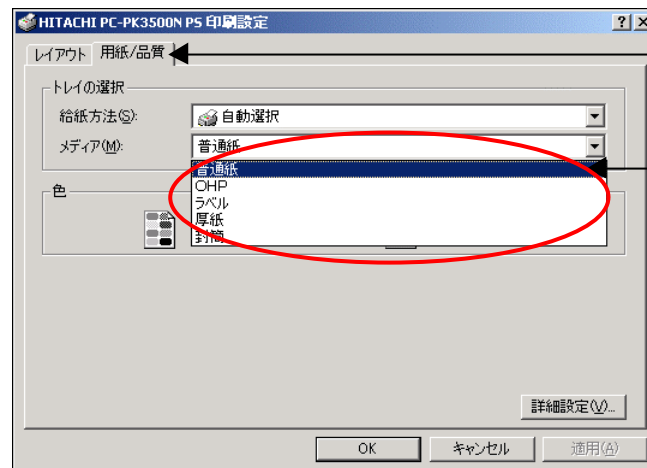 HITACHI PC-PK3500N PS 印刷設定
レイアウト 用紙/品質
トレイの選択
給紙方法(S): 自動選択
メディア(M): 普通紙
普通紙
OHP
色
ラベル
厚紙
封筒
詳細設定(V)...
OK キャンセル 適用(A)